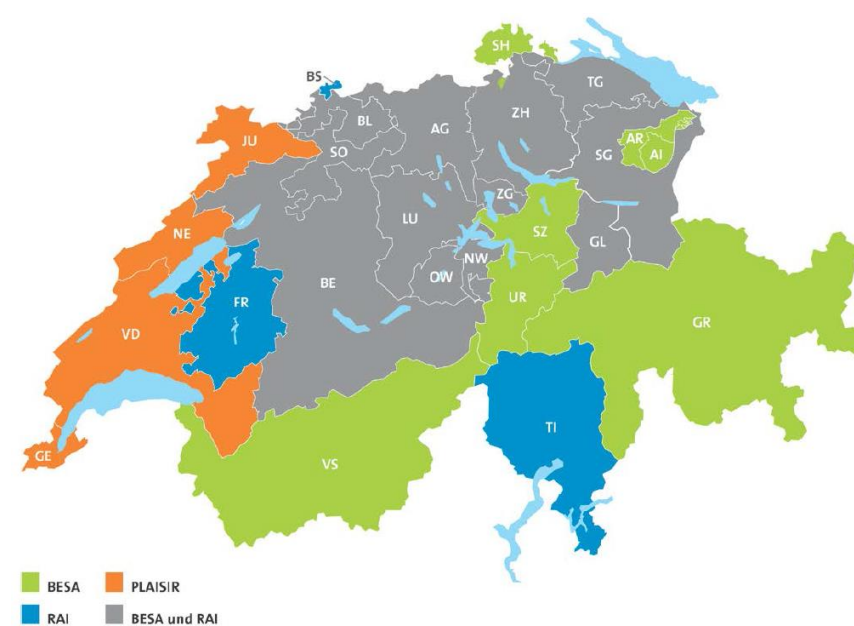 SH
BS
TG
BL
ZH
AG
JU
AR
SO
SG
AI
ZG
LU
NE
SZ
GL
NW
OW
BE
FR
UR
GR
VD
TI
GE
VS
BESA
PLAISIR
RAI
BESA und RAI